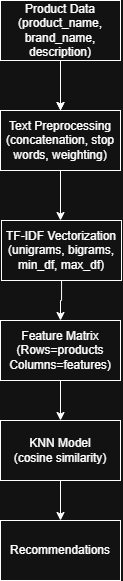 Product Data
(product_name,
brand_name,
description)
Text Preprocessing
(concatenation, stop
words, weighting)
TF-IDF Vectorization
(unigrams, bigrams,
min_df, max_df)
Feature Matrix
(Rows=products
Columns=features)
KNN Model
(cosine similarity)
Recommendations